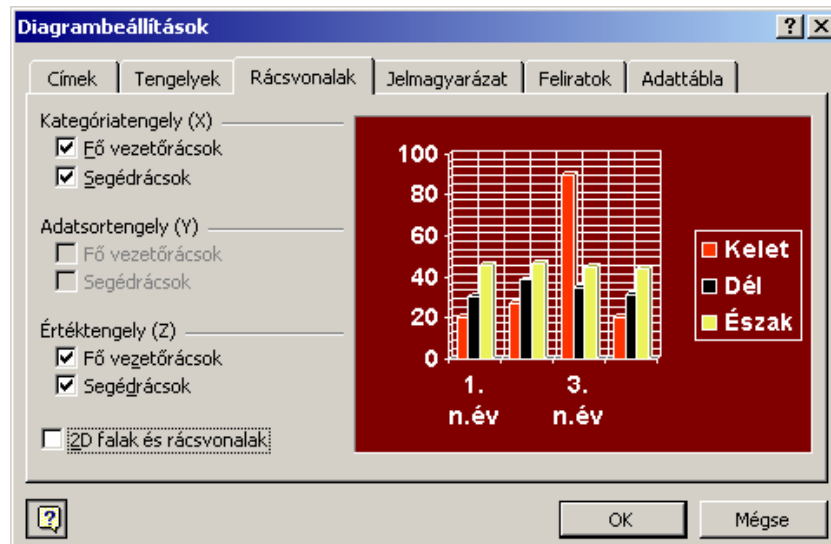 Diagrambeállítások
Címek Tengelyek Rácsvonalak Jelmagyarázat Feliratok Adattábla
Kategóriatengely (X)
Fő vezetőrácsok
Segédrácsok
Adatsortengely (Y)
Fő vezetőrácsok
Segédrácsok
Értéktengely (Z)
Fő vezetőrácsok
Segédrácsok
2D falak és rácsvonalak
100
80
60
40
20
0
1. n.év
3. n.év
Kelet
Dél
Észak
OK Mégse